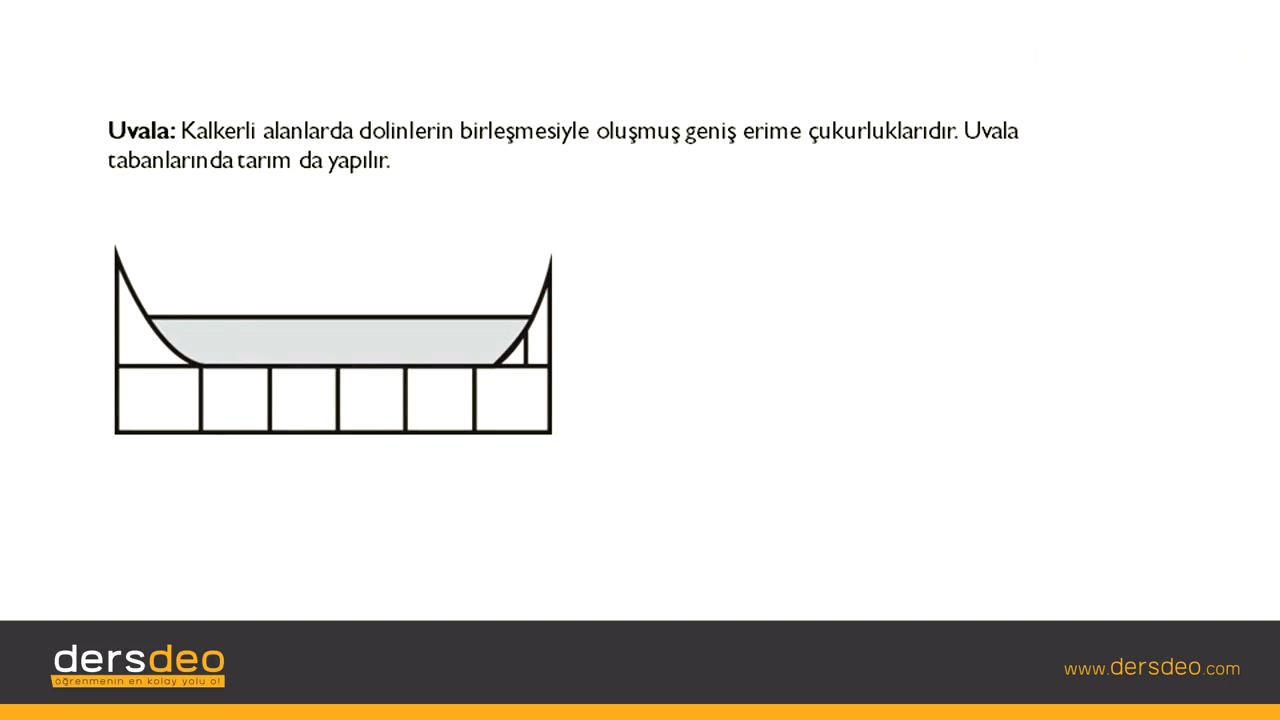 Uvala: Kalkerli alanlarda dolinlerin birleşmesiyle oluşmuş geniş erime çukurluklarıdır. Uvala
tabanlarında tarım da yapılır.
dersdeo
öğrenmenin en kolay yolu o!
www.dersdeo.com